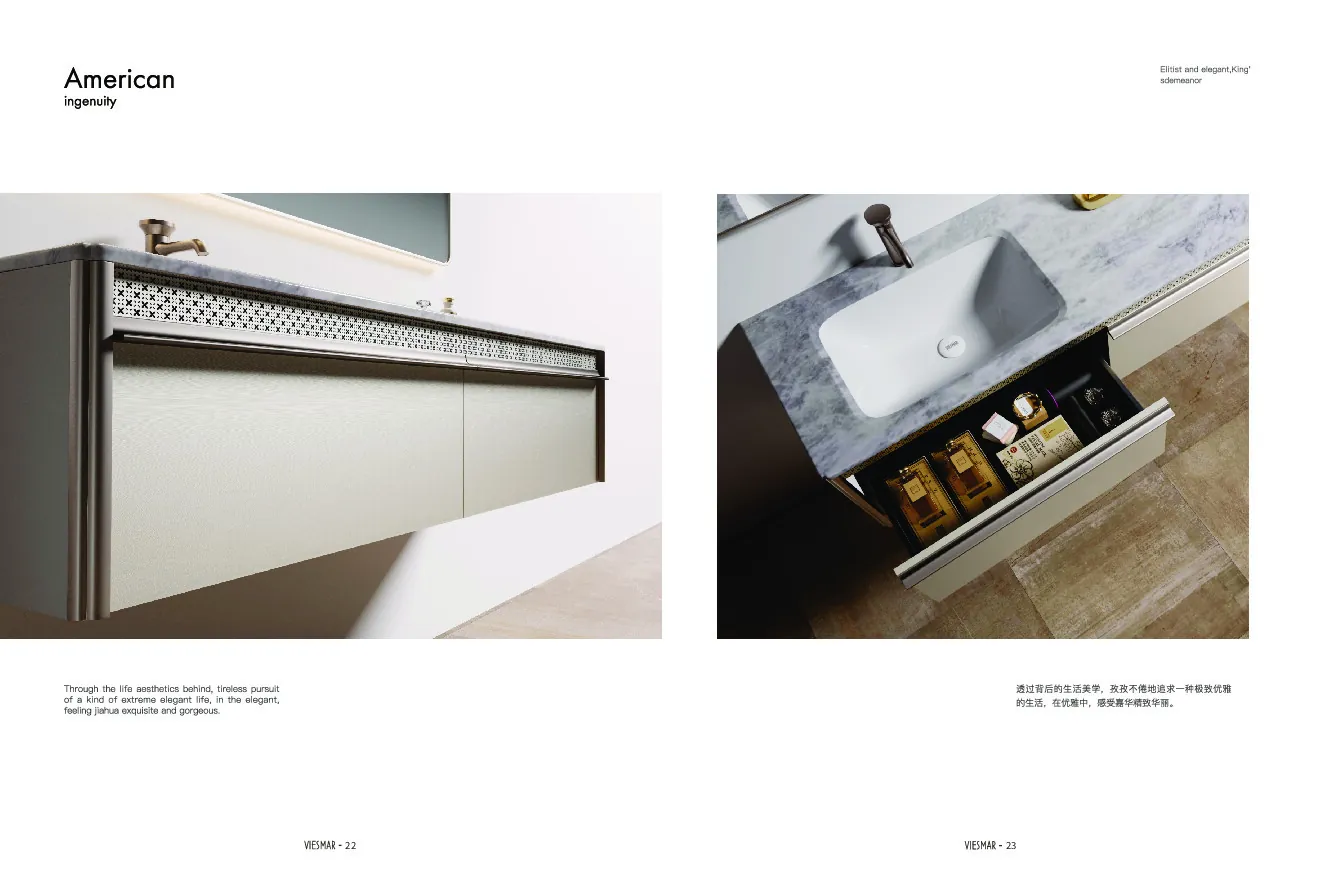 American
ingenuity
Elitist and elegant,King'
sdemeanor
Through the life aesthetics behind, tireless pursuit
of a kind of extreme elegant life, in the elegant,
feeling jiahua exquisite and gorgeous.
透过背后的生活美学，孜孜不倦地追求一种极致优雅
的生活，在优雅中，感受嘉华精致华丽。
VIESMAR - 22
VIESMAR - 23